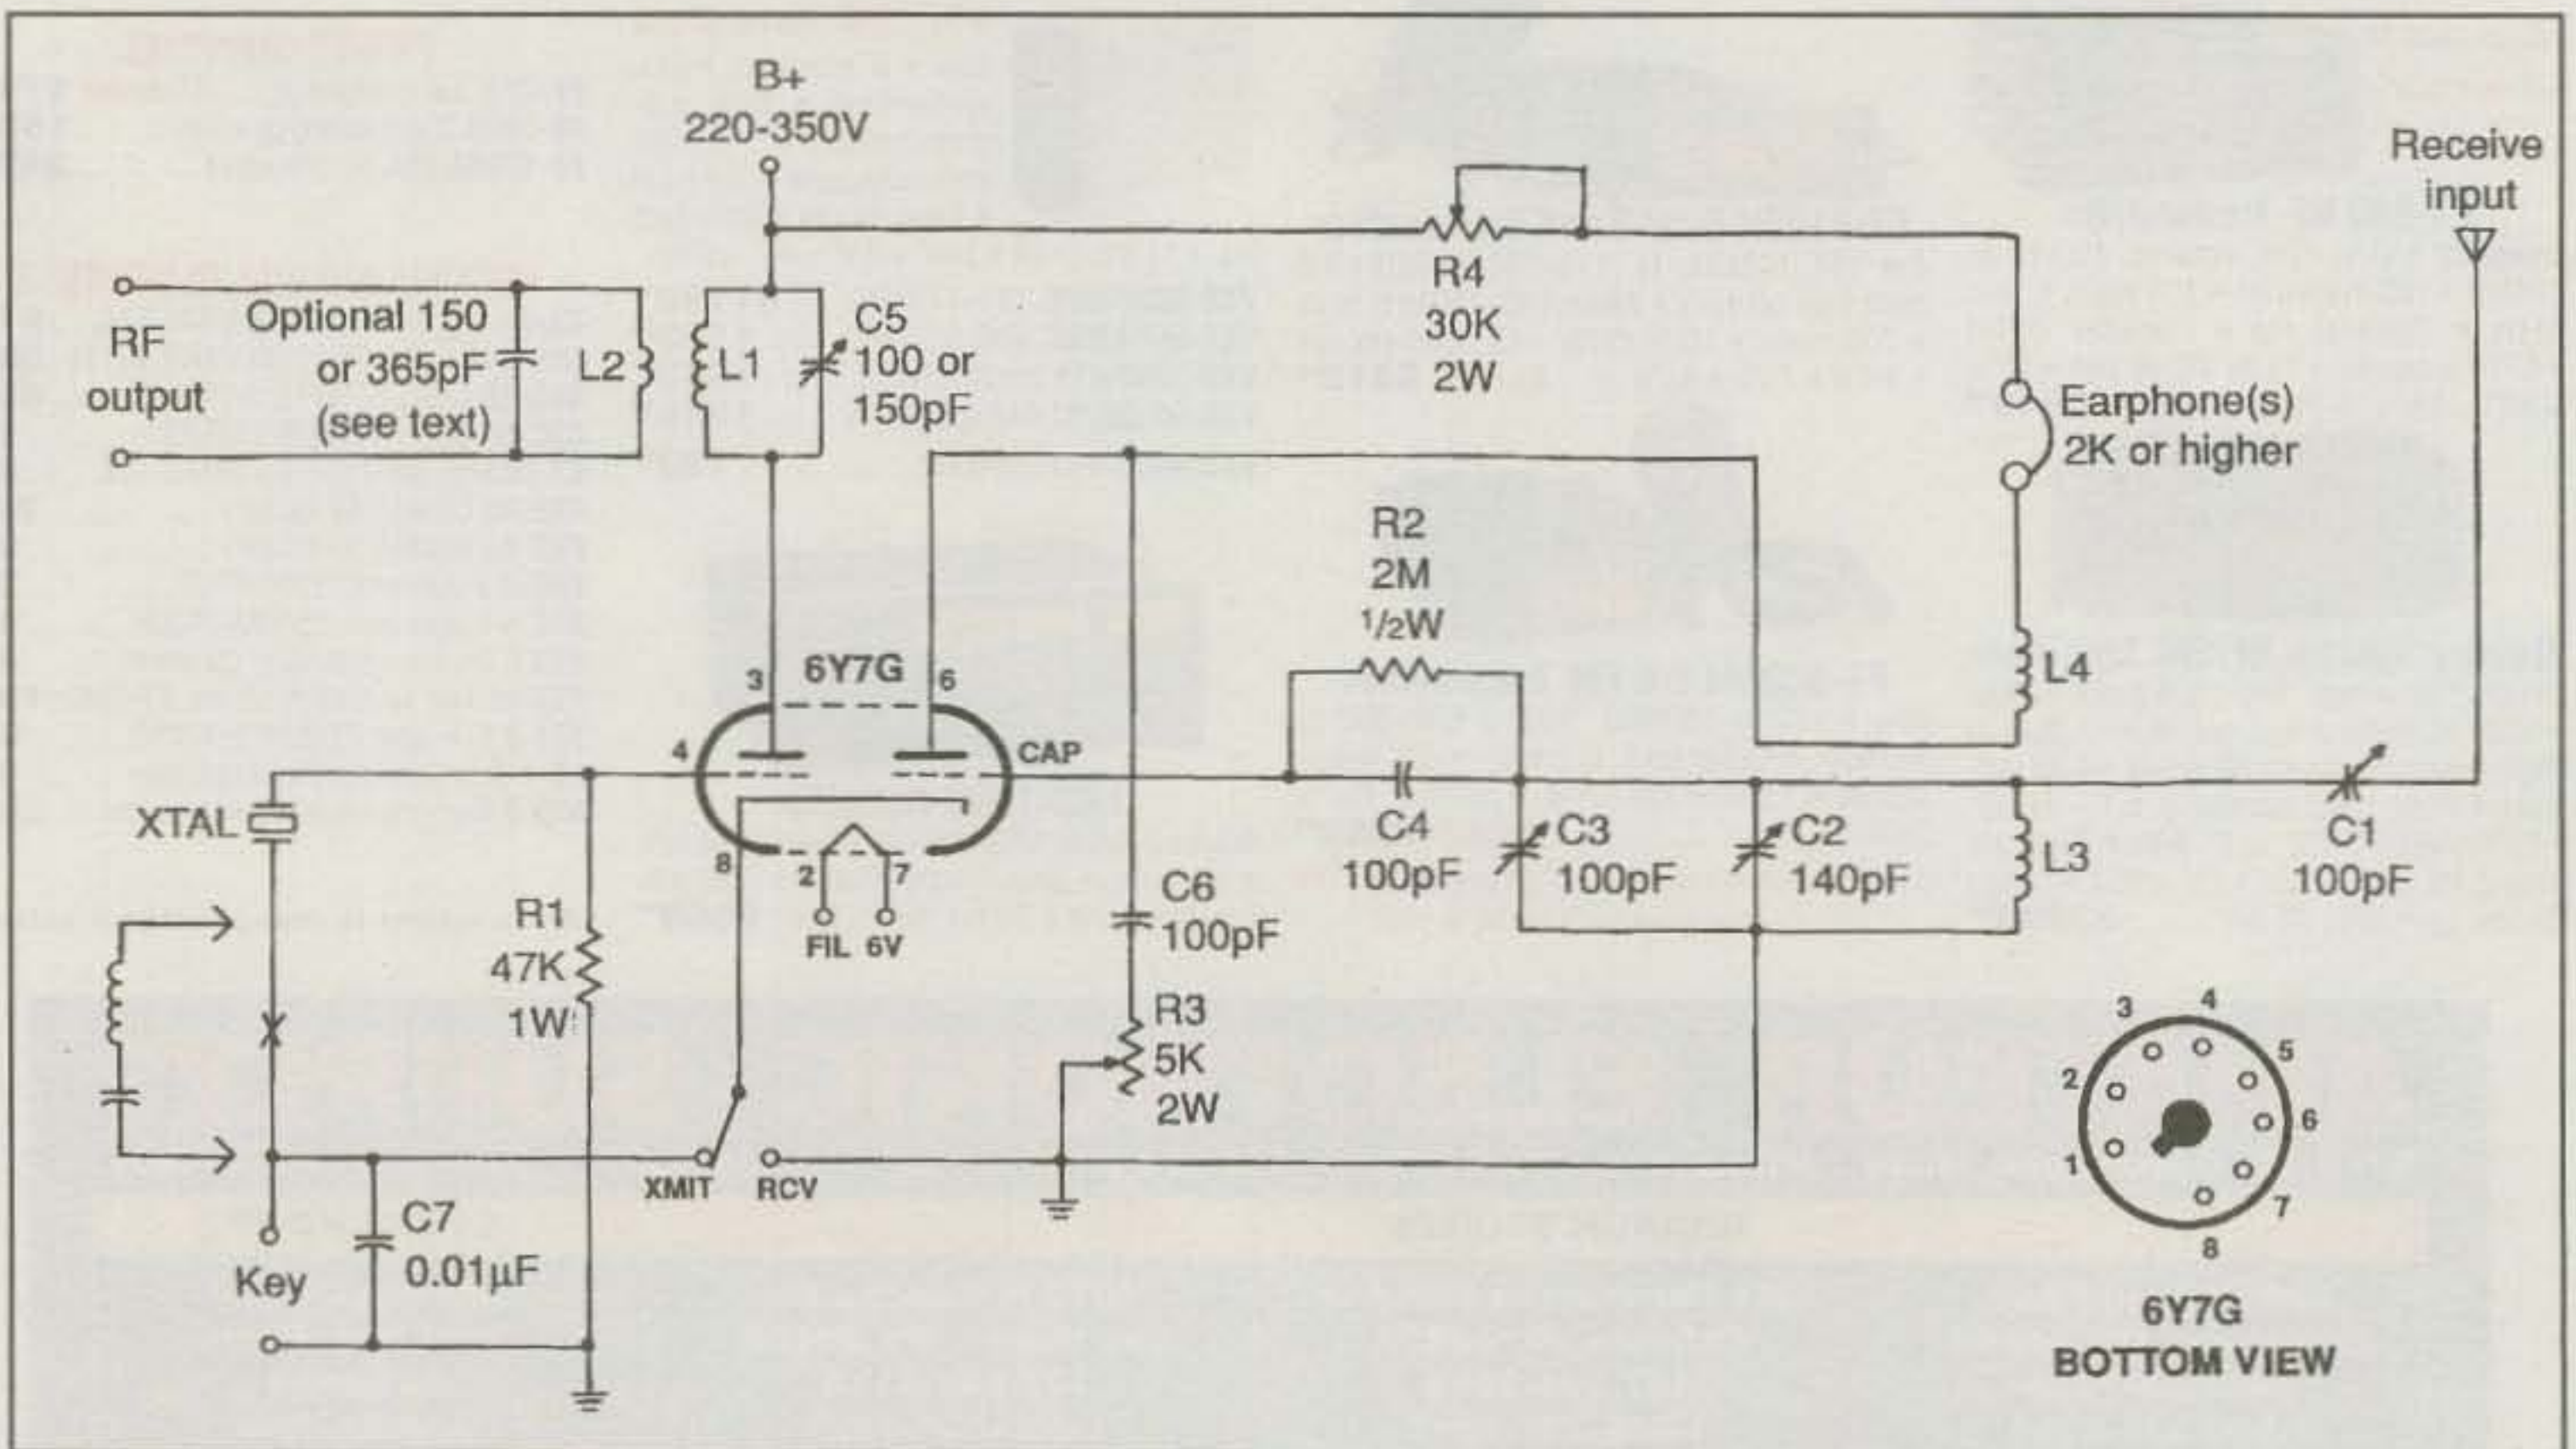 B+
220-350V
Receive
input
RF
output
Optional 150
or 365pF
(see text)
L2
L1
C5
100 or
150pF
R4
30K
2W
Earphone(s)
2K or higher
R2
2M
1/2W
3
6Y7G
6
L4
4
CAP
XTAL
8
2
7
FIL 6V
C4
100pF
C3
100pF
C2
140pF
L3
C1
100pF
R1
47K
1W
C6
100pF
R3
5K
2W
XMIT
RCV
C7
0.01µF
Key
3
4
2
5
6
1
7
8
6Y7G
BOTTOM VIEW